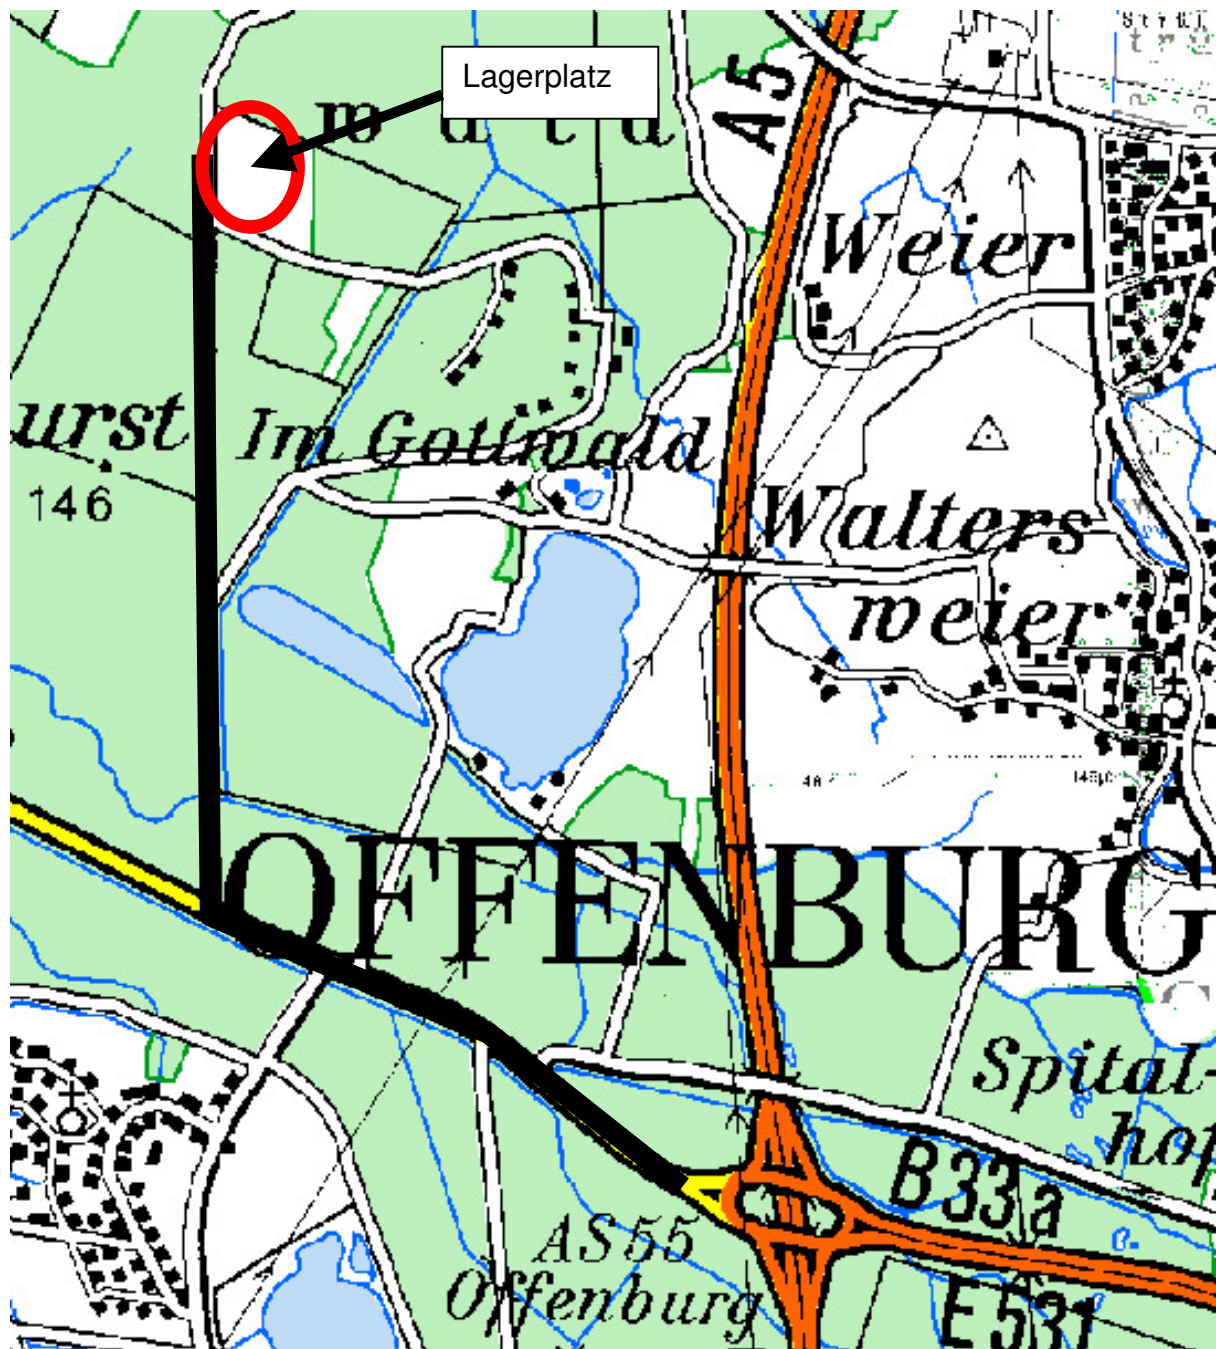 Lagerplatz
w a l d
A5
Weier
urst
Im Gottwald
146
Walters
weier
OFFENBURG
Spital-
hof
B33a
AS55
Offenburg
E531